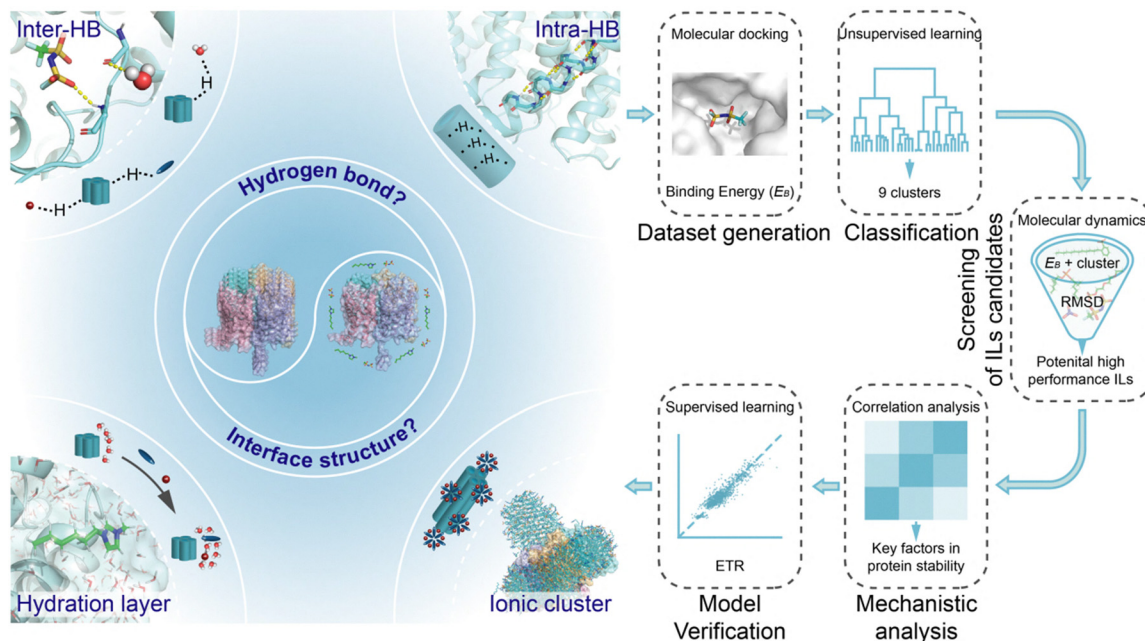 Inter-HB
H
H
H
Intra-HB
H
H
H
Hydrogen bond?
Interface structure?
Hydration layer
Ionic cluster
Molecular docking
Binding Energy (EB)
Dataset generation
Unsupervised learning
9 clusters
Classification
Screening
of ILs candidates
Molecular dynamics
EB + cluster
RMSD
Potenital high
performance ILs
Correlation analysis
Key factors in
protein stability
Mechanistic
analysis
Supervised learning
ETR
Model
Verification